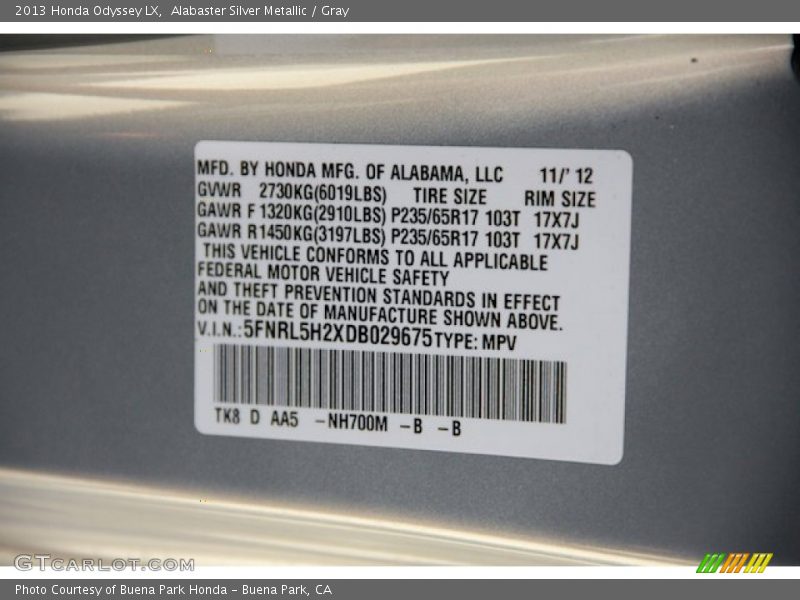 2013 Honda Odyssey LX,  Alabaster Silver Metallic / Gray
MFD. BY HONDA MFG. OF ALABAMA, LLC 11/' 12
GVWR 2730KG(6019LBS) TIRE SIZE RIM SIZE
GAWR F 1320KG(2910LBS) P235/65R17 103T 17X7J
GAWR R1450KG(3197LBS) P235/65R17 103T 17X7J
THIS VEHICLE CONFORMS TO ALL APPLICABLE
FEDERAL MOTOR VEHICLE SAFETY
AND THEFT PREVENTION STANDARDS IN EFFECT
ON THE DATE OF MANUFACTURE SHOWN ABOVE.
V.I.N.:5FNRL5H2XDB029675TYPE: MPV
TK8 D AA5 –NH700M –B –B
GTCARLOT.COM
Photo Courtesy of Buena Park Honda – Buena Park, CA